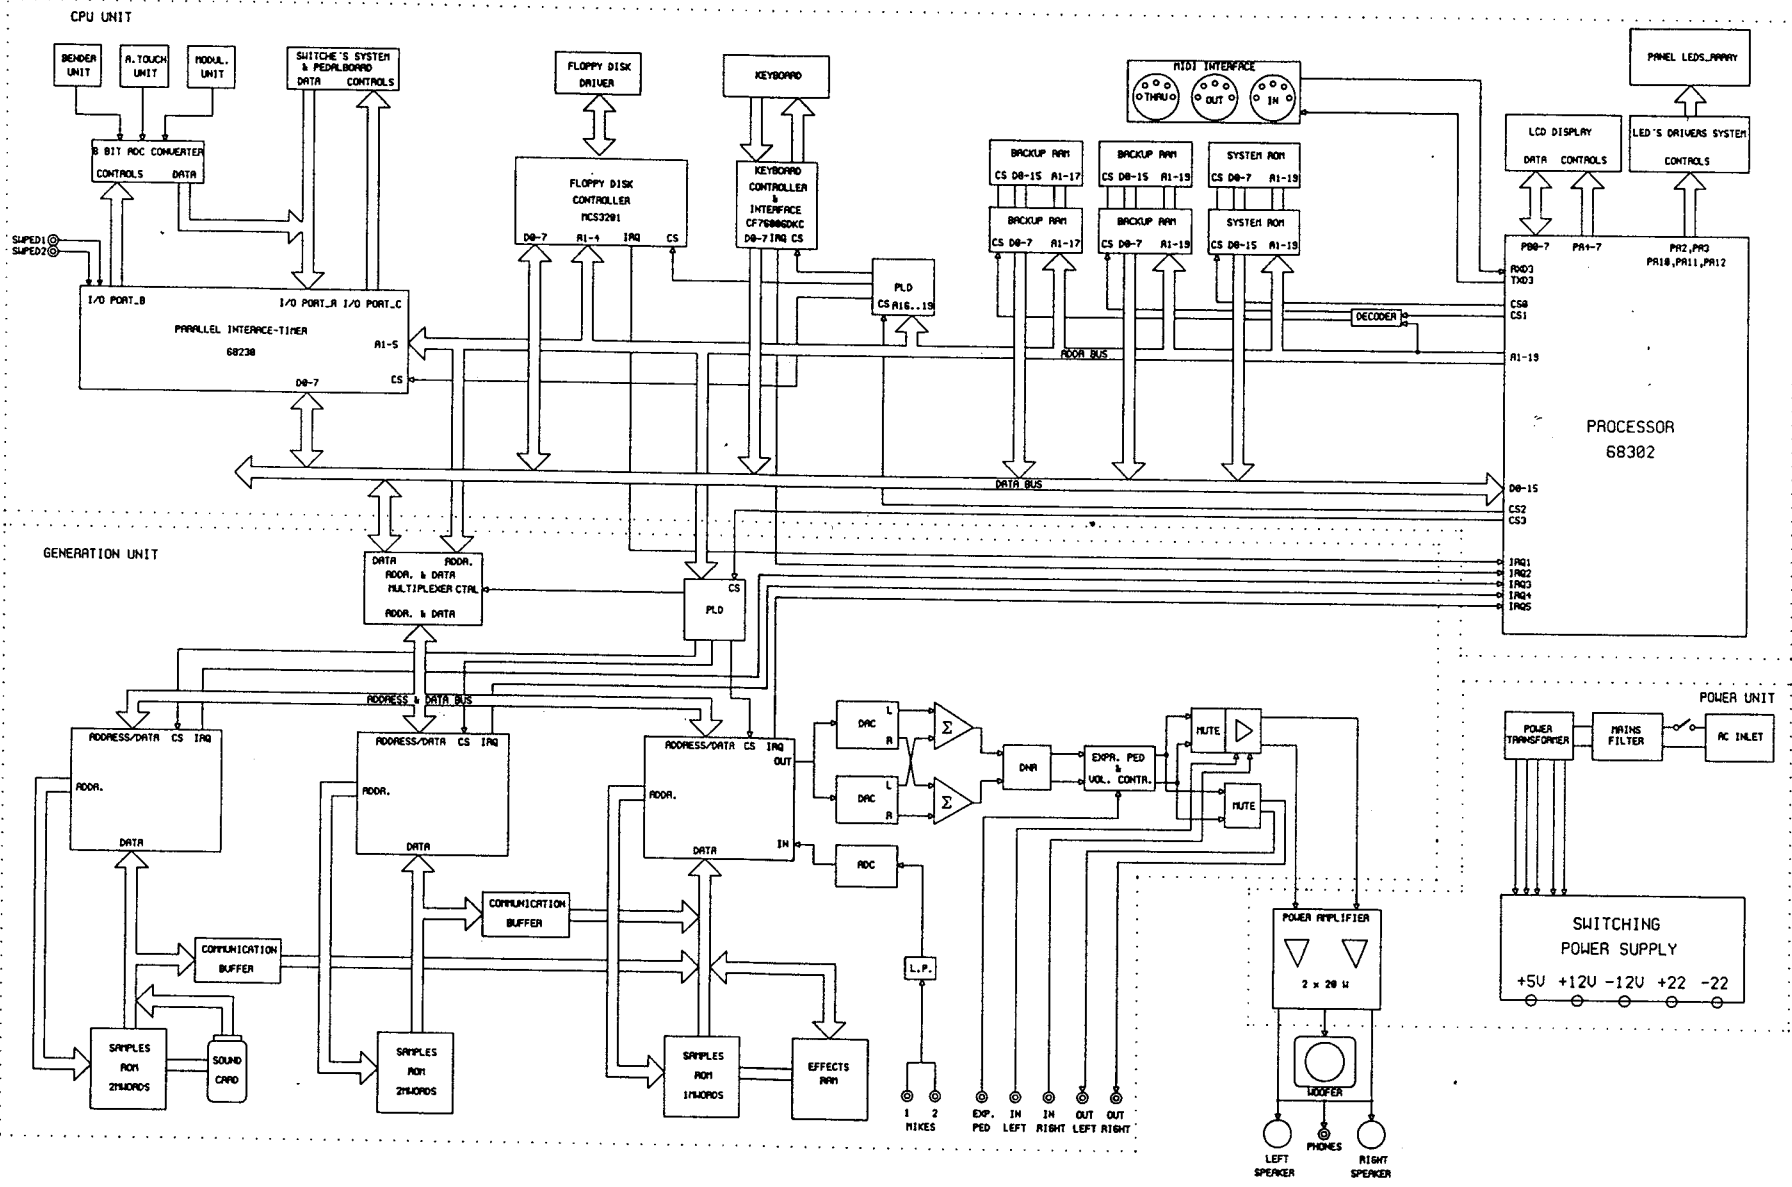 CPU UNIT
BENDER
UNIT
A.TOUCH
UNIT
MODUL.
UNIT
SWITCHE'S SYSTEM
& PEDALBOARD
DATA CONTROLS
FLOPPY DISK
DRIVER
KEYBOARD
MIDI INTERFACE
THRU
OUT
IN
PANEL LEDS_ARRAY
8 BIT ADC CONVERTER
CONTROLS DATA
FLOPPY DISK
CONTROLLER
MCS3201
D0-7 A1-4 IRQ CS
KEYBOARD
CONTROLLER
&
INTERFACE
CF76006DKC
D0-7 IRQ CS
BACKUP RAM
CS D0-15 A1-17
BACKUP RAM
CS D0-15 A1-19
SYSTEM ROM
CS D0-7 A1-19
BACKUP RAM
CS D0-7 A1-17
BACKUP RAM
CS D0-7 A1-19
SYSTEM ROM
CS D0-15 A1-19
LCD DISPLAY
DATA CONTROLS
LED'S DRIVERS SYSTEM
CONTROLS
SWPED1
SWPED2
I/O PORT_B I/O PORT_A I/O PORT_C
PARALLEL INTERACE-TIMER
68230
A1-5
CS
D0-7
PLD
CS A16..19
DECODER
ADDR BUS
DATA BUS
PB0-7 PA4-7 PA2,PA3
PA10,PA11,PA12
RXD3
TXD3
CS0
CS1
A1-19
PROCESSOR
68302
D0-15
CS2
CS3
IRQ1
IRQ2
IRQ3
IRQ4
IRQ5
GENERATION UNIT
DATA ADDR.
ADDR. & DATA
MULTIPLEXER CTRL
ADDR. & DATA
CS
PLD
ADDRESS & DATA BUS
ADDRESS/DATA CS IRQ
ADDR.
DATA
ADDRESS/DATA CS IRQ
ADDR.
DATA
ADDRESS/DATA CS IRQ
OUT
ADDR.
IN
DATA
DAC
L
R
DAC
L
R
Σ
Σ
DNR
EXPR. PED
&
VOL. CONTR.
MUTE
MUTE
ADC
L.P.
COMMUNICATION
BUFFER
COMMUNICATION
BUFFER
SAMPLES
ROM
2MWORDS
SOUND
CARD
SAMPLES
ROM
2MWORDS
SAMPLES
ROM
1MWORDS
EFFECTS
RAM
1 2
MIKES
EXP.
PED
IN
LEFT
IN
RIGHT
OUT
LEFT
OUT
RIGHT
POWER AMPLIFIER
2 x 20 W
WOOFER
LEFT
SPEAKER
PHONES
RIGHT
SPEAKER
POWER UNIT
POWER
TRANSFOMER
MAINS
FILTER
AC INLET
SWITCHING
POWER SUPPLY
+5V +12V -12V +22 -22